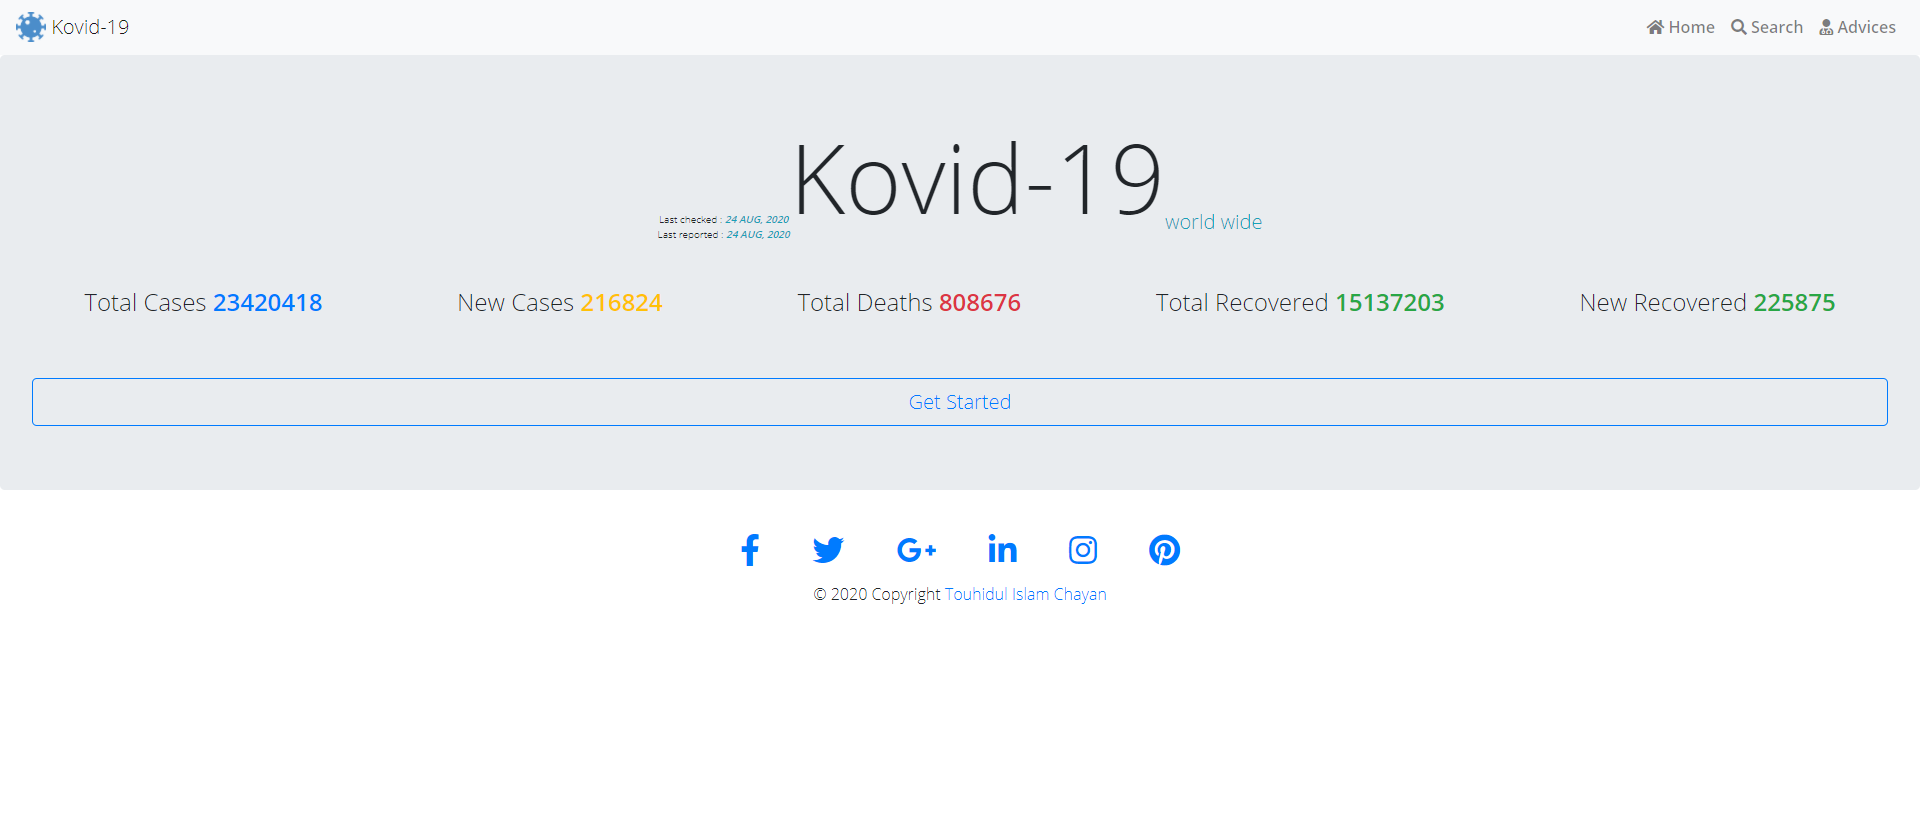 Kovid-19
Home Search Advices
Kovid-19
Last checked : 24 AUG, 2020
Last reported : 24 AUG, 2020
world wide
Total Cases 23420418 New Cases 216824 Total Deaths 808676 Total Recovered 15137203 New Recovered 225875
Get Started
© 2020 Copyright Touhidul Islam Chayan